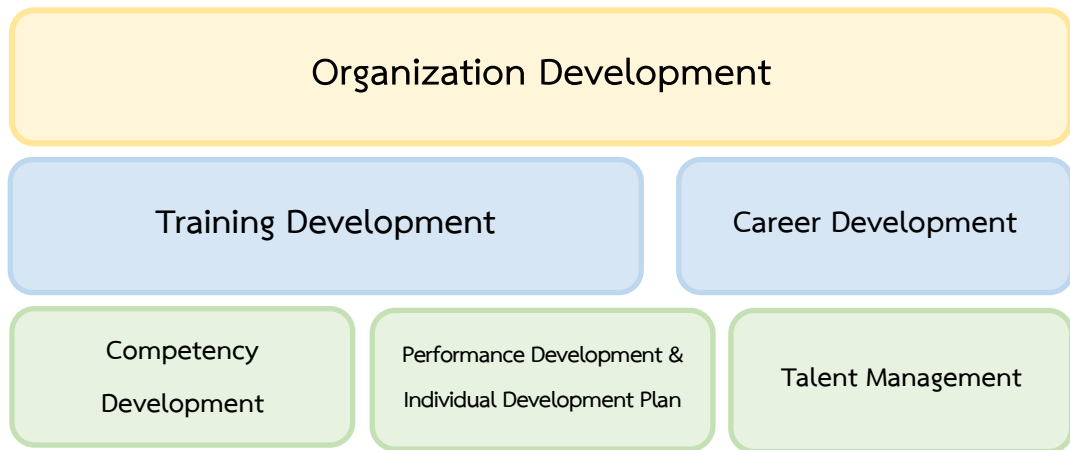 Organization Development
Training Development
Career Development
Competency
Development
Performance Development &
Individual Development Plan
Talent Management